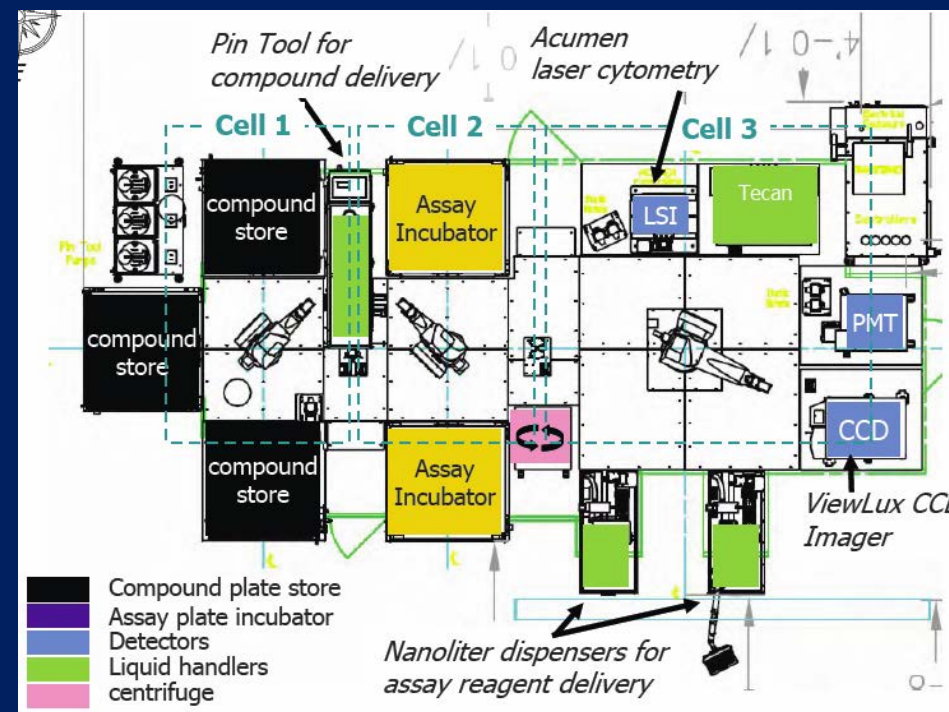 Pin Tool for
compound delivery
Acumen
laser cytometry
Cell 1
Cell 2
Cell 3
compound
store
Assay
Incubator
LSI
Tecan
compound
store
PMT
compound
store
Assay
Incubator
CCD
ViewLux CCD
Imager
Compound plate store
Assay plate incubator
Detectors
Liquid handlers
centrifuge
Nanoliter dispensers for
assay reagent delivery